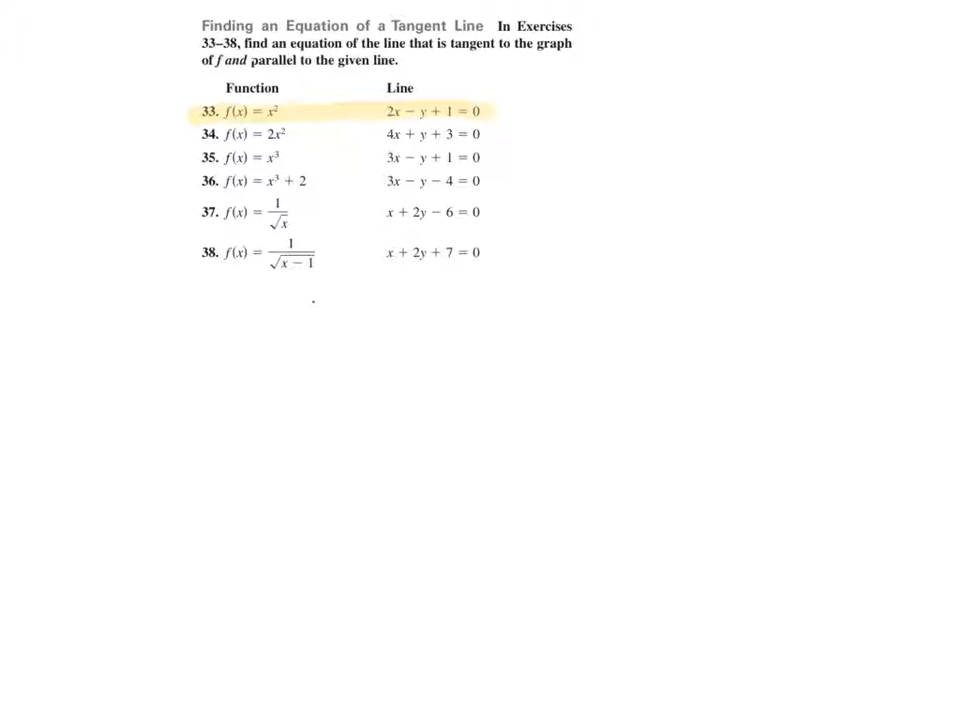 Finding an Equation of a Tangent Line In Exercises
33–38, find an equation of the line that is tangent to the graph
of f and parallel to the given line.
Function Line
33. f(x) = x² 2x − y + 1 = 0
34. f(x) = 2x² 4x + y + 3 = 0
35. f(x) = x³ 3x − y + 1 = 0
36. f(x) = x³ + 2 3x − y − 4 = 0
37. f(x) = 1/√x x + 2y − 6 = 0
38. f(x) = 1/√(x − 1) x + 2y + 7 = 0